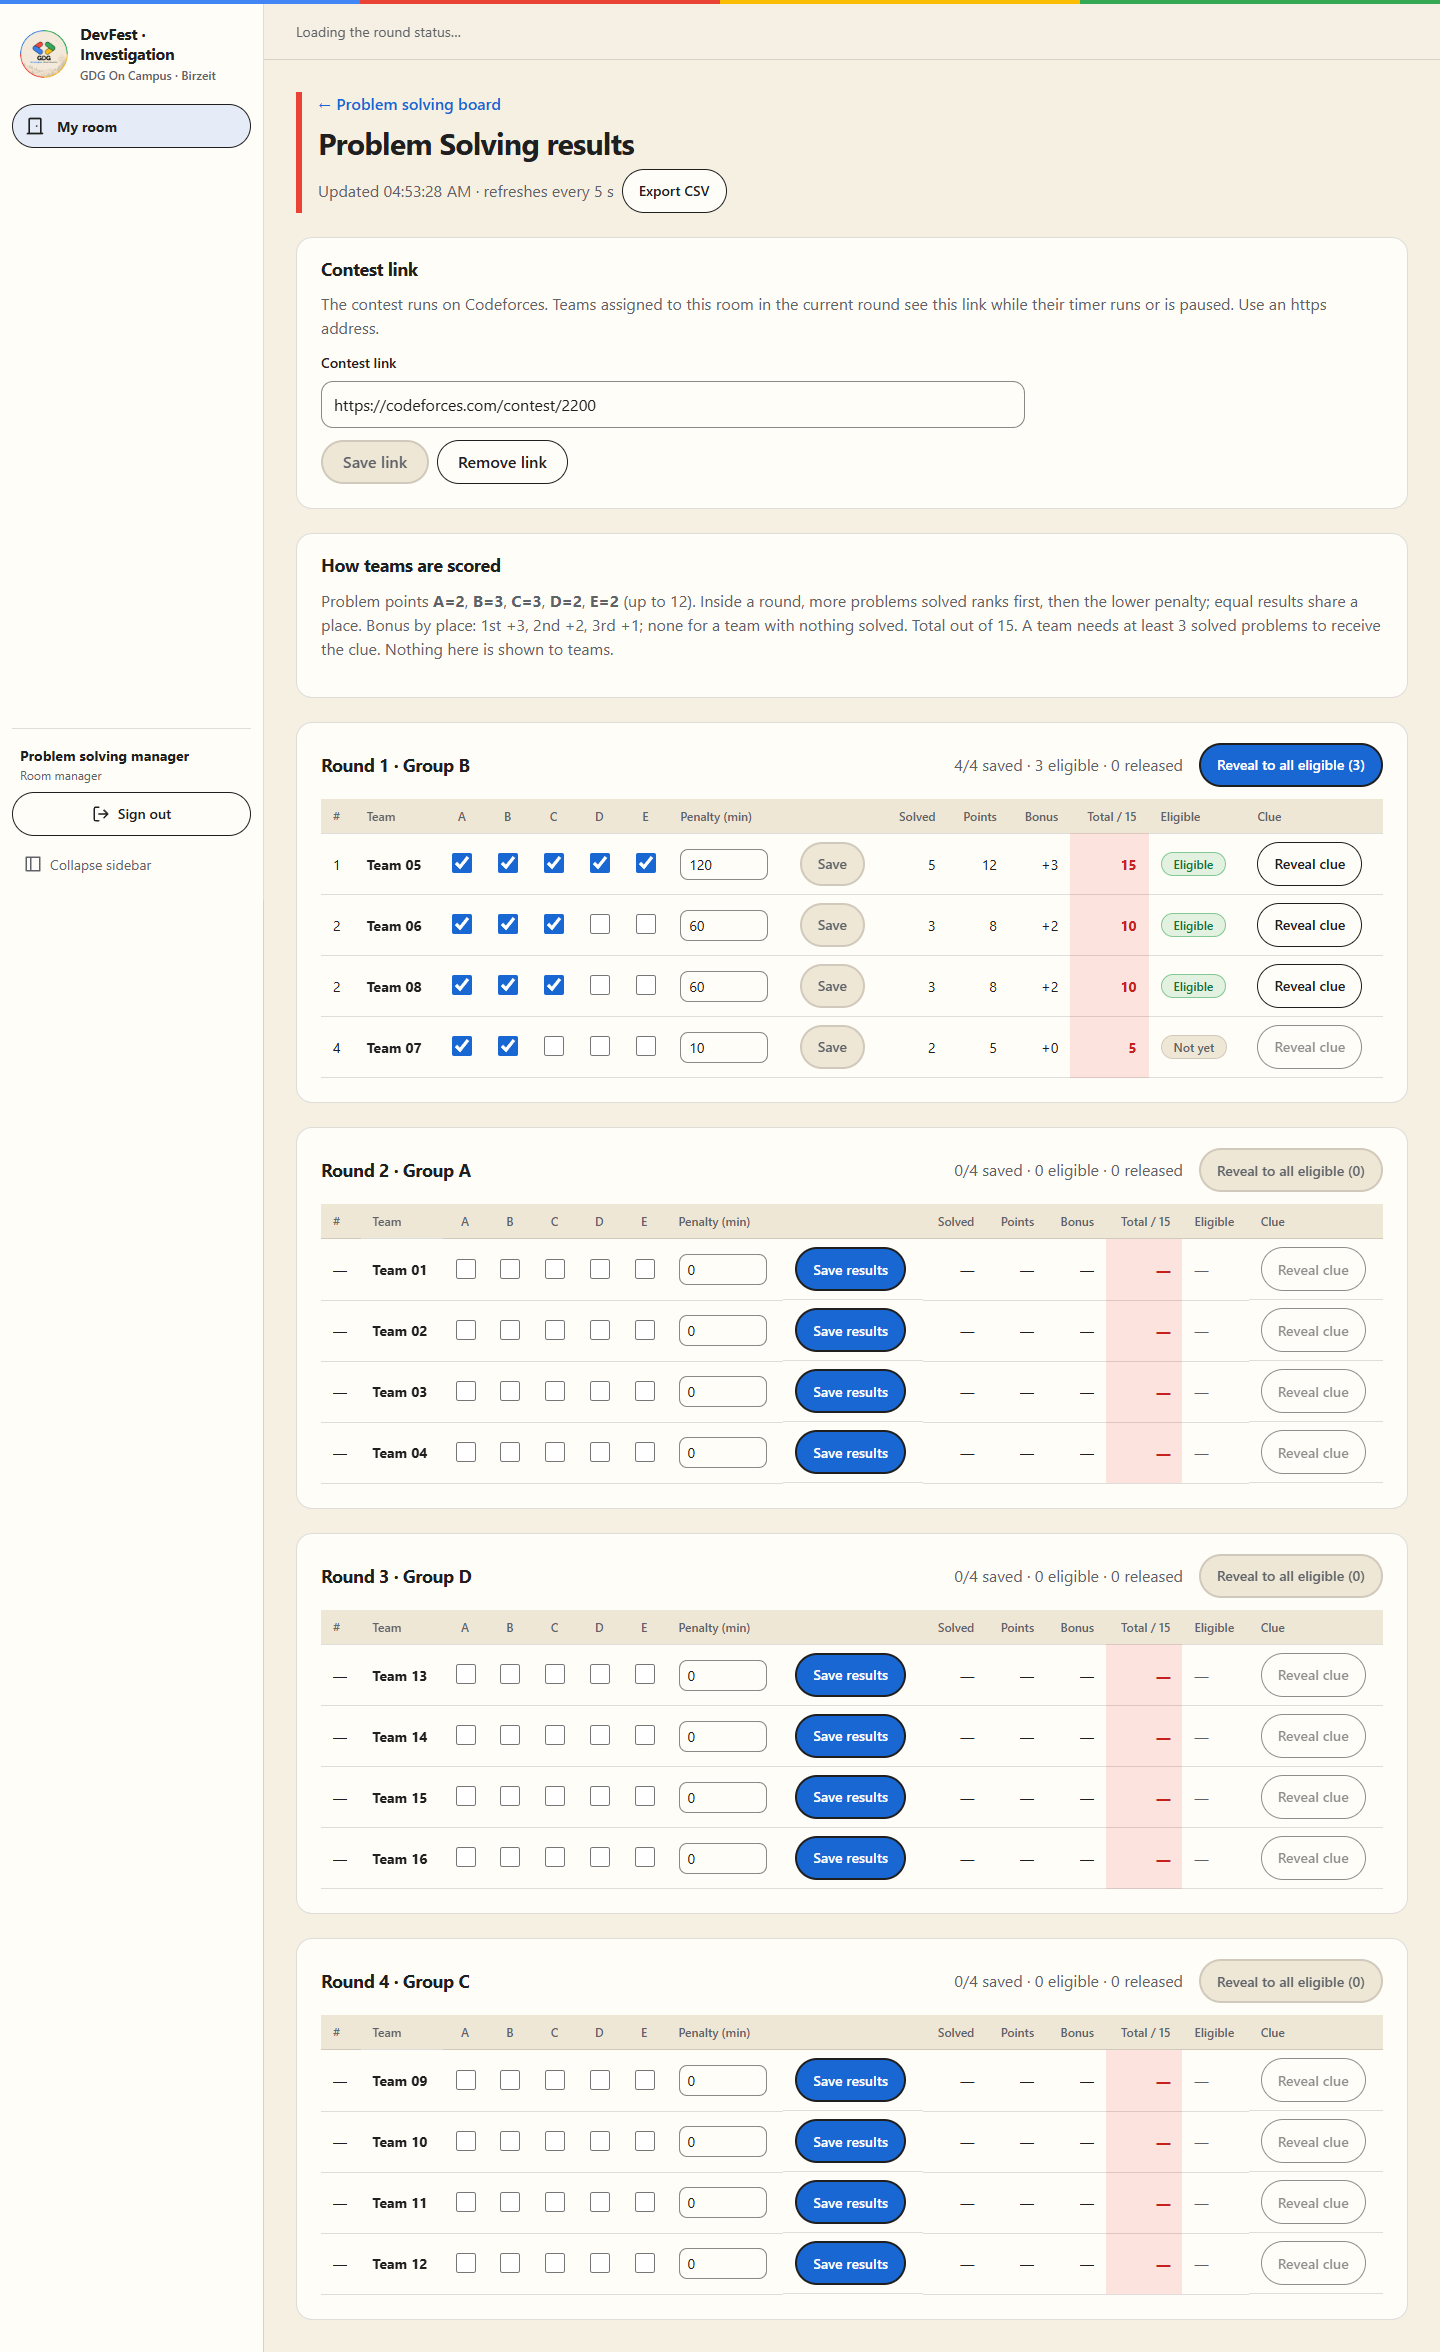 DevFest ·
Investigation
GDG On Campus · Birzeit
My room
Problem solving manager
Room manager
Sign out
Collapse sidebar
Loading the round status...
← Problem solving board
Problem Solving results
Updated 04:53:28 AM · refreshes every 5 s Export CSV
Contest link
The contest runs on Codeforces. Teams assigned to this room in the current round see this link while their timer runs or is paused. Use an https
address.
Contest link
https://codeforces.com/contest/2200
Save link Remove link
How teams are scored
Problem points A=2, B=3, C=3, D=2, E=2 (up to 12). Inside a round, more problems solved ranks first, then the lower penalty; equal results share a
place. Bonus by place: 1st +3, 2nd +2, 3rd +1; none for a team with nothing solved. Total out of 15. A team needs at least 3 solved problems to receive
the clue. Nothing here is shown to teams.
Round 1 · Group B 4/4 saved · 3 eligible · 0 released Reveal to all eligible (3)
# Team A B C D E Penalty (min) Solved Points Bonus Total / 15 Eligible Clue
1 Team 05 120 Save 5 12 +3 15 Eligible Reveal clue
2 Team 06 60 Save 3 8 +2 10 Eligible Reveal clue
2 Team 08 60 Save 3 8 +2 10 Eligible Reveal clue
4 Team 07 10 Save 2 5 +0 5 Not yet Reveal clue
Round 2 · Group A 0/4 saved · 0 eligible · 0 released Reveal to all eligible (0)
# Team A B C D E Penalty (min) Solved Points Bonus Total / 15 Eligible Clue
— Team 01 0 Save results — — — — — Reveal clue
— Team 02 0 Save results — — — — — Reveal clue
— Team 03 0 Save results — — — — — Reveal clue
— Team 04 0 Save results — — — — — Reveal clue
Round 3 · Group D 0/4 saved · 0 eligible · 0 released Reveal to all eligible (0)
# Team A B C D E Penalty (min) Solved Points Bonus Total / 15 Eligible Clue
— Team 13 0 Save results — — — — — Reveal clue
— Team 14 0 Save results — — — — — Reveal clue
— Team 15 0 Save results — — — — — Reveal clue
— Team 16 0 Save results — — — — — Reveal clue
Round 4 · Group C 0/4 saved · 0 eligible · 0 released Reveal to all eligible (0)
# Team A B C D E Penalty (min) Solved Points Bonus Total / 15 Eligible Clue
— Team 09 0 Save results — — — — — Reveal clue
— Team 10 0 Save results — — — — — Reveal clue
— Team 11 0 Save results — — — — — Reveal clue
— Team 12 0 Save results — — — — — Reveal clue